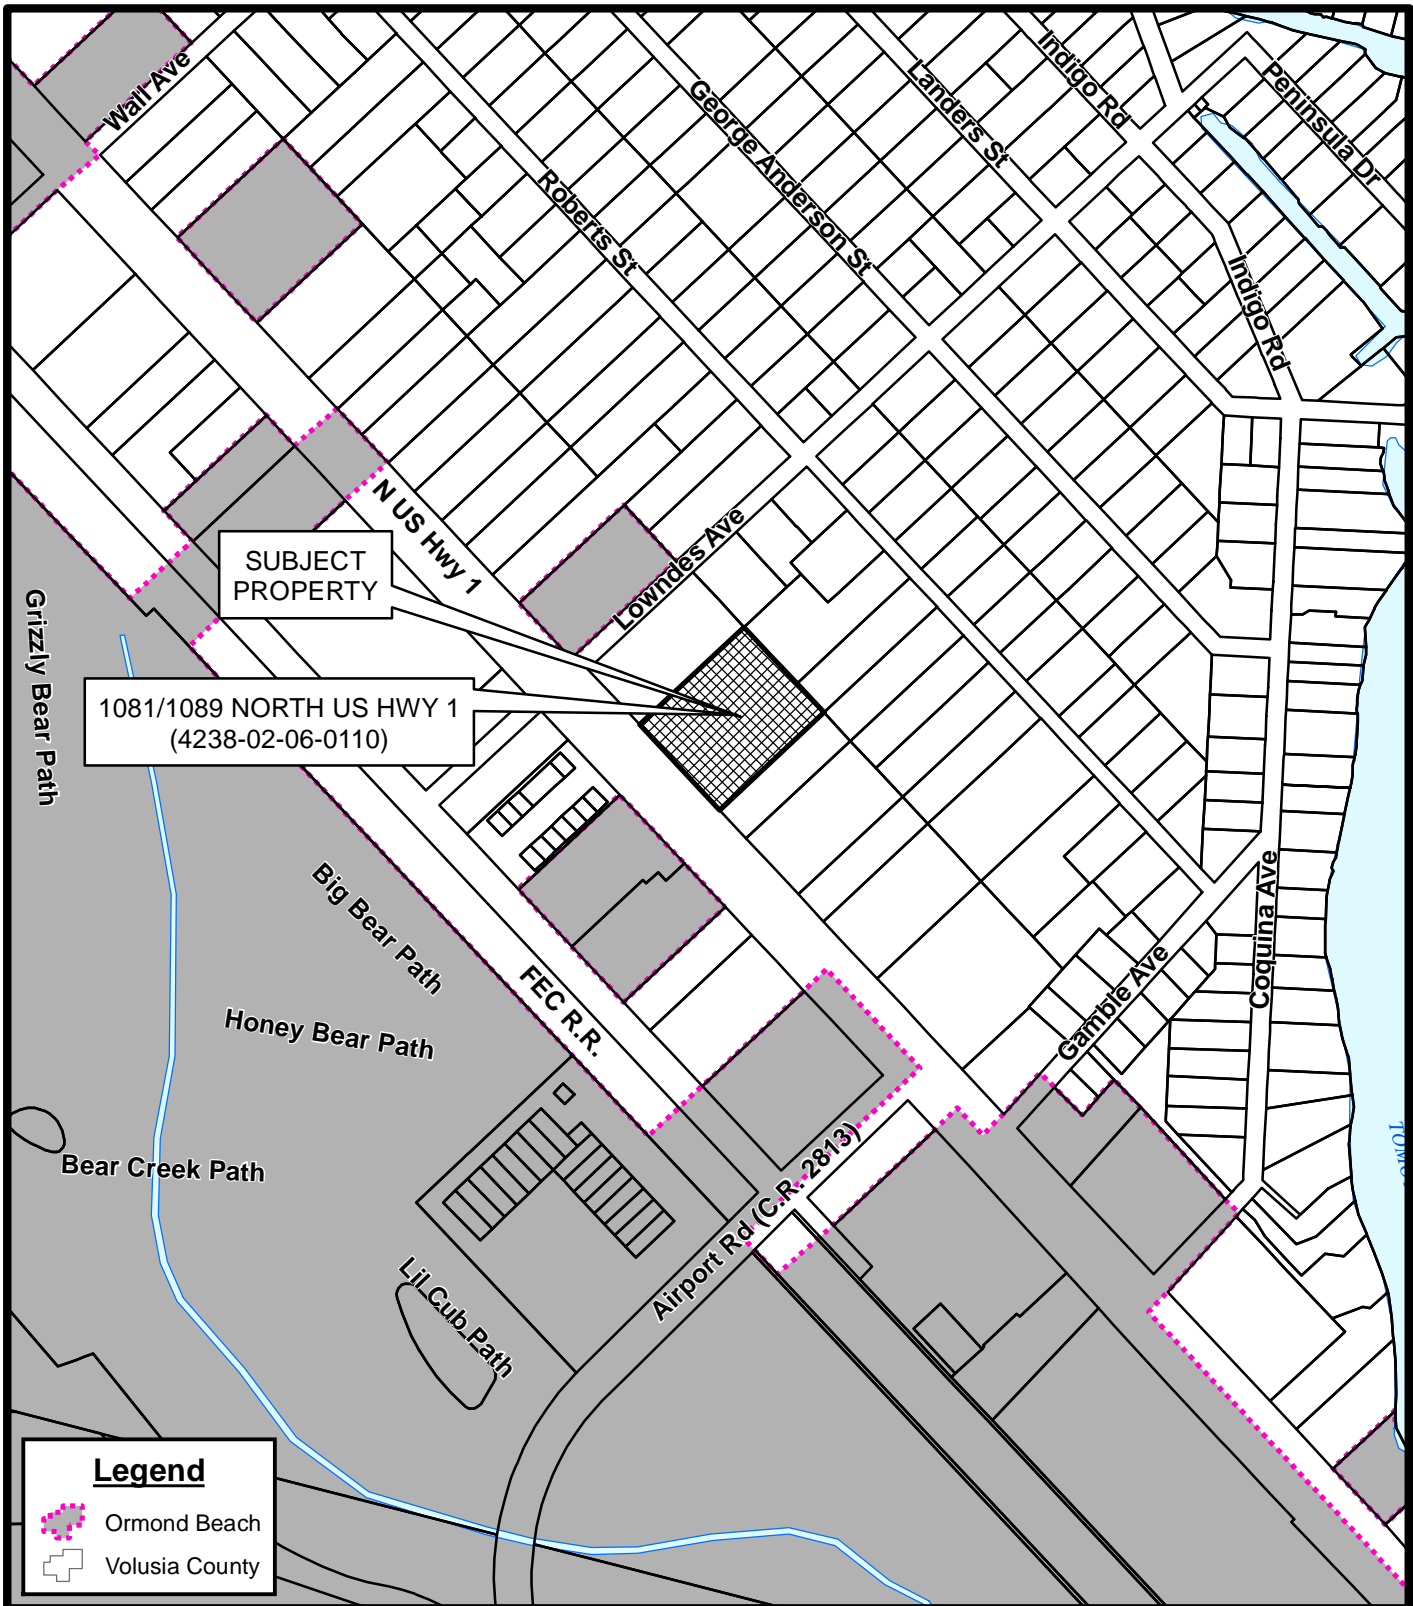 Wall Ave
Indigo Rd
Landers St
Peninsula Dr
George Anderson St
Roberts St
Indigo Rd
N US Hwy 1
Lowndes Ave
SUBJECT
PROPERTY
1081/1089 NORTH US HWY 1
(4238-02-06-0110)
Grizzly Bear Path
Big Bear Path
FEC R.R.
Honey Bear Path
Coquina Ave
Gamble Ave
Bear Creek Path
Airport Rd (C.R. 2813)
Lil Cub Path
Legend
Ormond Beach
Volusia County